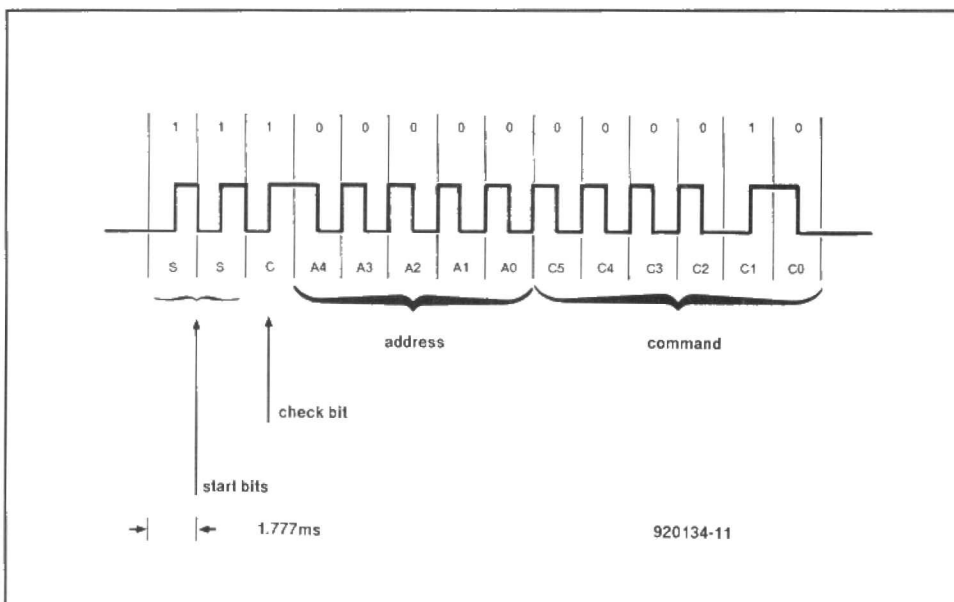 1 1 1 0 0 0 0 0 0 0 0 0 1 0
S S C A4 A3 A2 A1 A0 C5 C4 C3 C2 C1 C0
address command
check bit
start bits
1.777ms 920134-11